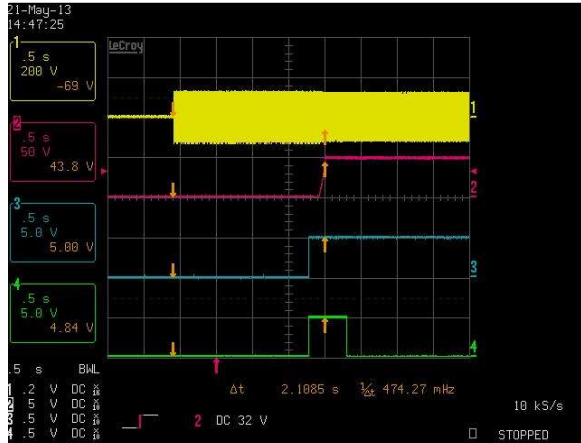 21-May-13
14:47:25
LeCroy
1
.5 s
200 V
-69 V
1
2
.5 s
50 V
43.8 V
2
3
.5 s
5.0 V
5.00 V
3
4
.5 s
5.0 V
4.84 V
4
.5 s BWL
1 .2 V DC
2 5 V DC
3 .5 V DC
4 .5 V DC
Δt 2.1085 s 1/Δt 474.27 mHz
2 DC 32 V
10 kS/s
STOPPED